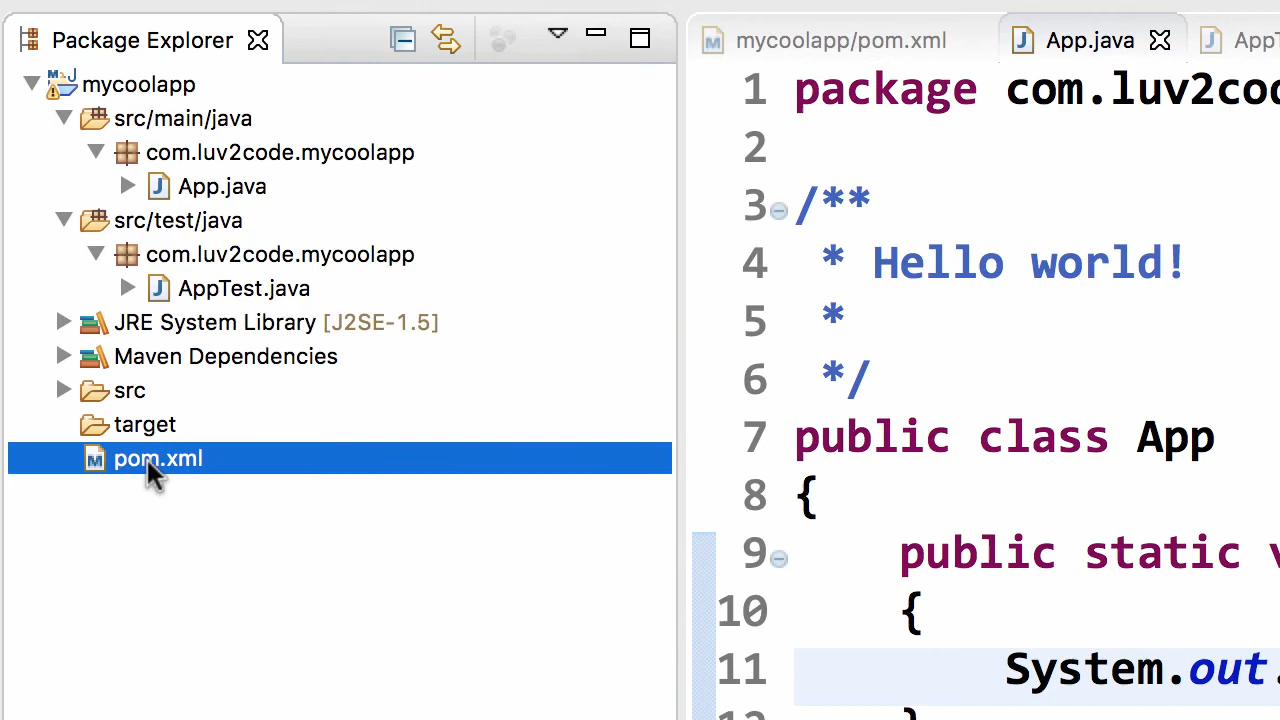 Package Explorer
mycoolapp
src/main/java
com.luv2code.mycoolapp
App.java
src/test/java
com.luv2code.mycoolapp
AppTest.java
JRE System Library [J2SE-1.5]
Maven Dependencies
src
target
pom.xml
mycoolapp/pom.xml App.java AppT
1 package com.luv2cod
2
3 /**
4 * Hello world!
5 *
6 */
7 public class App
8 {
9 public static v
10 {
11 System.out.
12 }